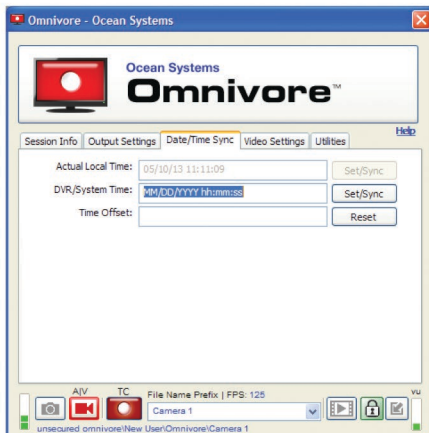 Omnivore - Ocean Systems
Ocean Systems
Omnivore™
Help
Session Info Output Settings Date/Time Sync Video Settings Utilities
Actual Local Time: 05/10/13 11:11:09 Set/Sync
DVR/System Time: MM/DD/YYYY hh:mm:ss Set/Sync
Time Offset: Reset
A|V TC File Name Prefix | FPS: 125 vu
Camera 1
unsecured omnivore\New User\Omnivore\Camera 1